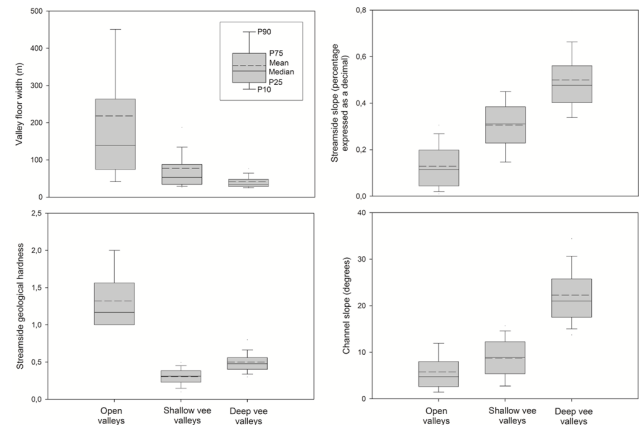 Valley floor width (m)
500
400
300
200
100
0
P90
P75
Mean
Median
P25
P10
Streamside slope (percentage
expressed as a decimal)
0,8
0,6
0,4
0,2
0,0
Streamside geological hardness
2,5
2,0
1,5
1,0
0,5
0,0
Open
valleys
Shallow vee
valleys
Deep vee
valleys
Channel slope (degrees)
40
30
20
10
0
Open
valleys
Shallow vee
valleys
Deep vee
valleys